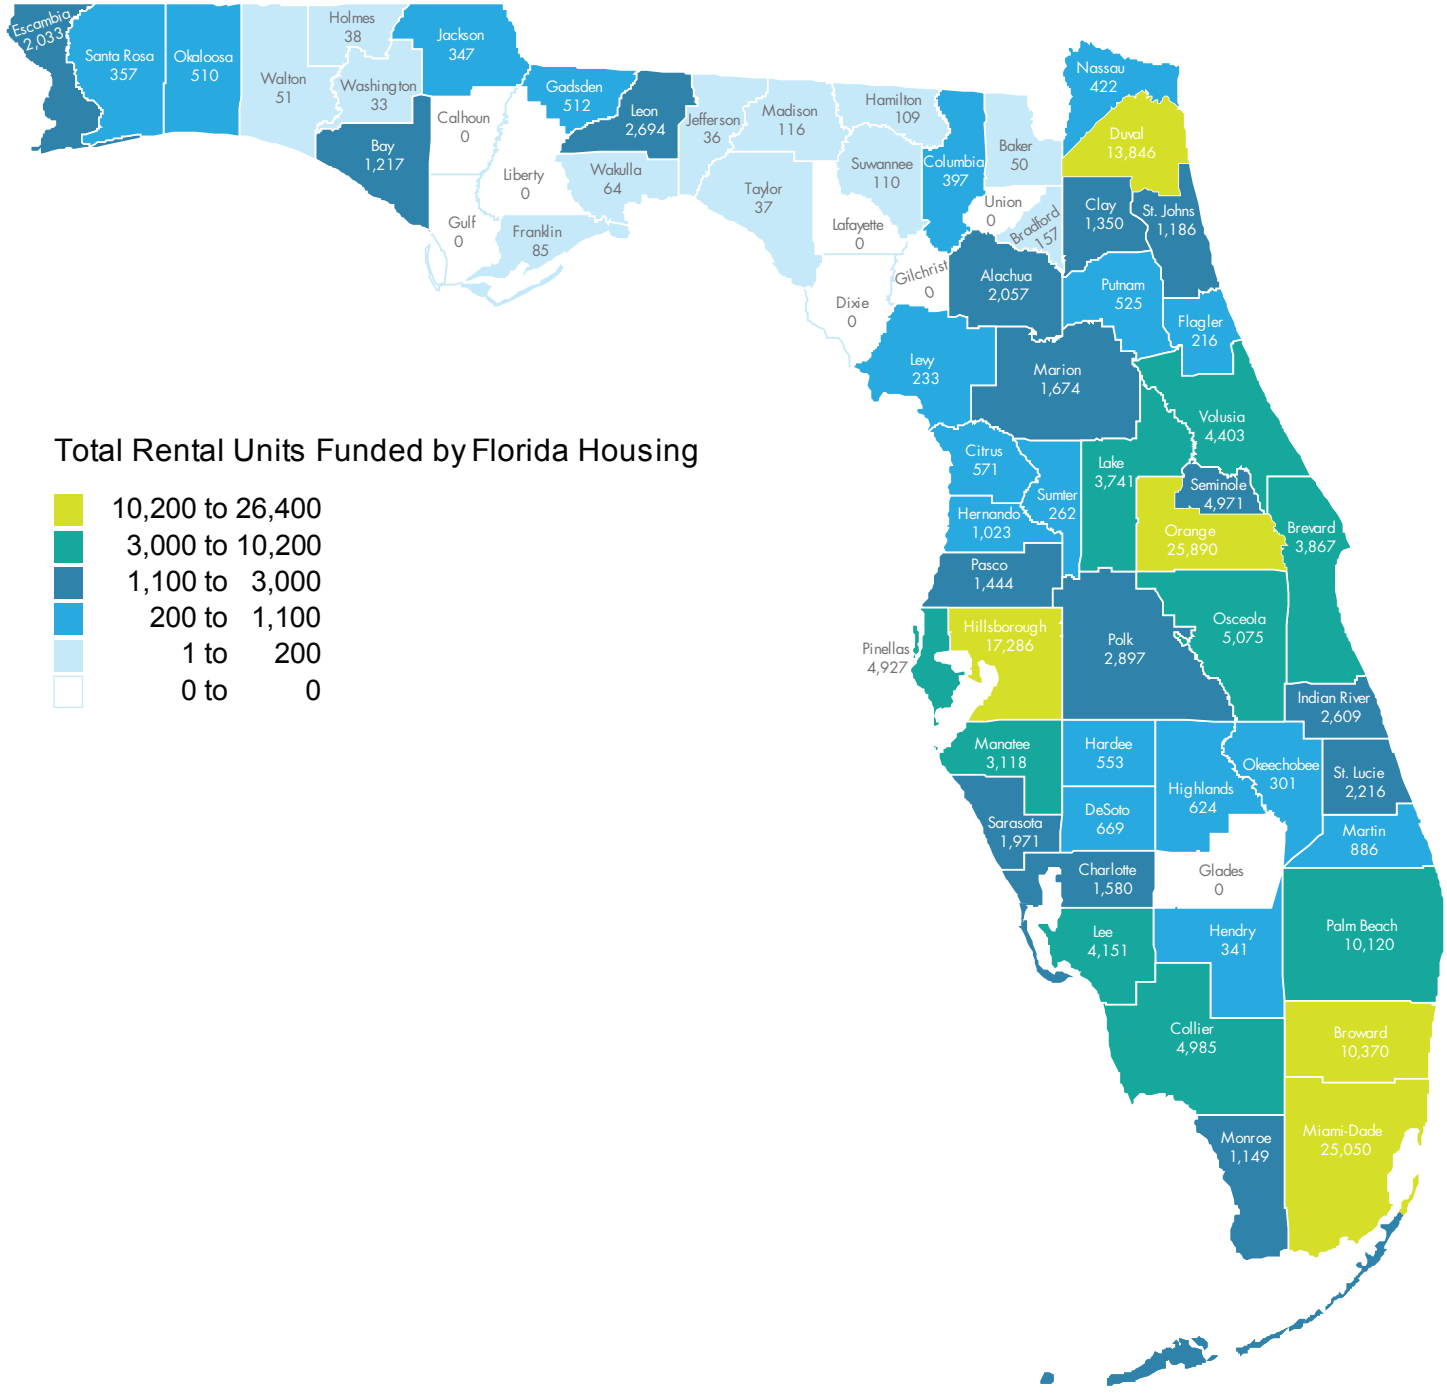 Escambia
2,033
Santa Rosa
357
Okaloosa
510
Walton
51
Holmes
38
Washington
33
Jackson
347
Bay
1,217
Calhoun
0
Gulf
0
Liberty
0
Gadsden
512
Franklin
85
Leon
2,694
Wakulla
64
Jefferson
36
Madison
116
Taylor
37
Hamilton
109
Suwannee
110
Lafayette
0
Dixie
0
Columbia
397
Gilchrist
0
Baker
50
Union
0
Bradford
157
Nassau
422
Duval
13,846
Clay
1,350
St. Johns
1,186
Alachua
2,057
Putnam
525
Flagler
216
Levy
233
Marion
1,674
Volusia
4,403
Total Rental Units Funded by Florida Housing
10,200 to 26,400
3,000 to 10,200
1,100 to 3,000
200 to 1,100
1 to 200
0 to 0
Citrus
571
Hernando
1,023
Sumter
262
Lake
3,741
Seminole
4,971
Orange
25,890
Brevard
3,867
Pasco
1,444
Pinellas
4,927
Hillsborough
17,286
Polk
2,897
Osceola
5,075
Indian River
2,609
Manatee
3,118
Hardee
553
Highlands
624
Okeechobee
301
St. Lucie
2,216
Sarasota
1,971
DeSoto
669
Martin
886
Charlotte
1,580
Glades
0
Lee
4,151
Hendry
341
Palm Beach
10,120
Collier
4,985
Broward
10,370
Monroe
1,149
Miami-Dade
25,050